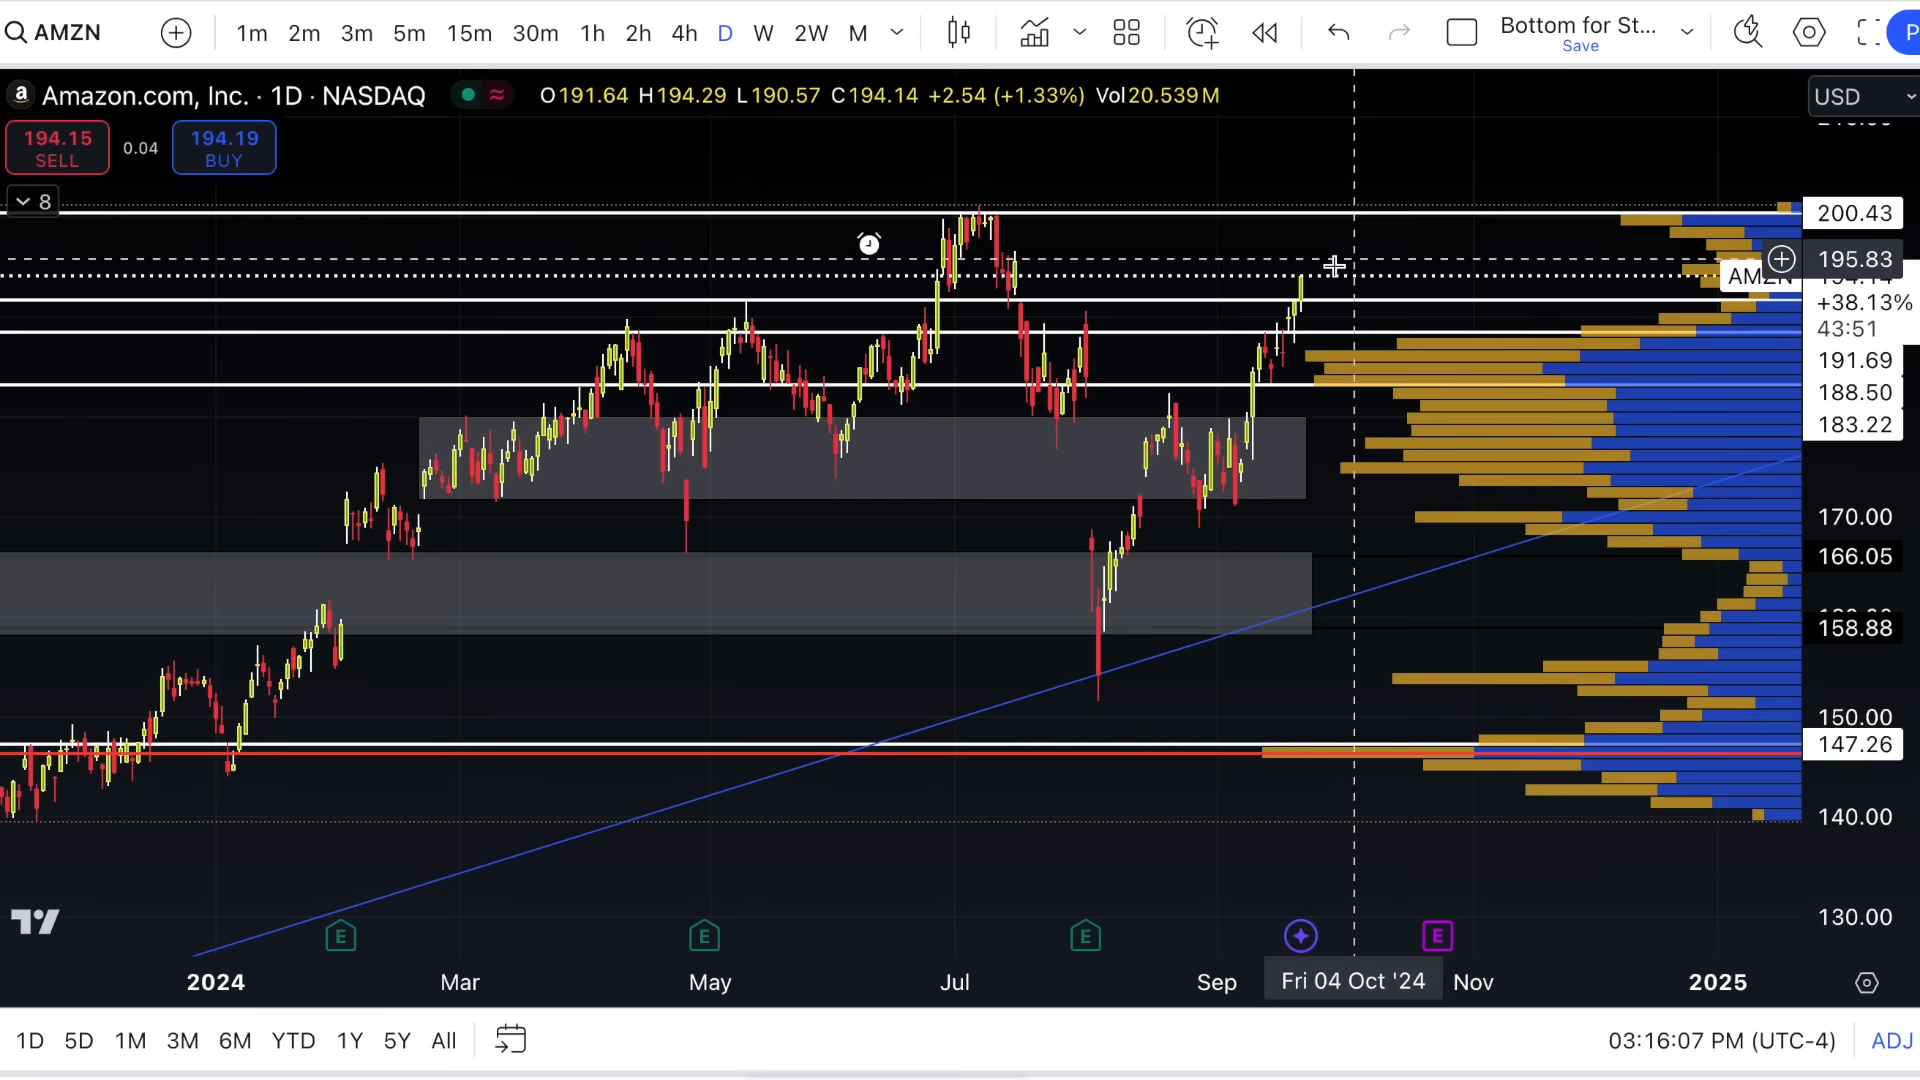 AMZN 1m 2m 3m 5m 15m 30m 1h 2h 4h D W 2W M Bottom for St...
Save
P
a Amazon.com, Inc. · 1D · NASDAQ O191.64 H194.29 L190.57 C194.14 +2.54 (+1.33%) Vol20.539M
USD
194.15
SELL
0.04
194.19
BUY
8
200.43
195.83
AMZN
+38.13%
43:51
191.69
188.50
183.22
170.00
166.05
158.88
150.00
147.26
140.00
130.00
E E E E
2024 Mar May Jul Sep Fri 04 Oct '24 Nov 2025
1D 5D 1M 3M 6M YTD 1Y 5Y All 03:16:07 PM (UTC-4) ADJ